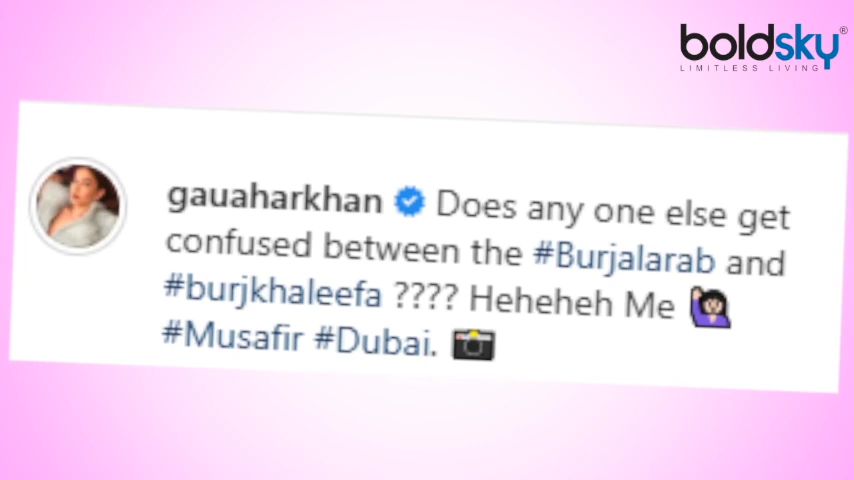 boldsky®
LIMITLESS LIVING
gauaharkhan Does any one else get
confused between the #Burjalarab and
#burjkhaleefa ???? Heheheh Me 🙋🏻‍♀️
#Musafir #Dubai. 📸